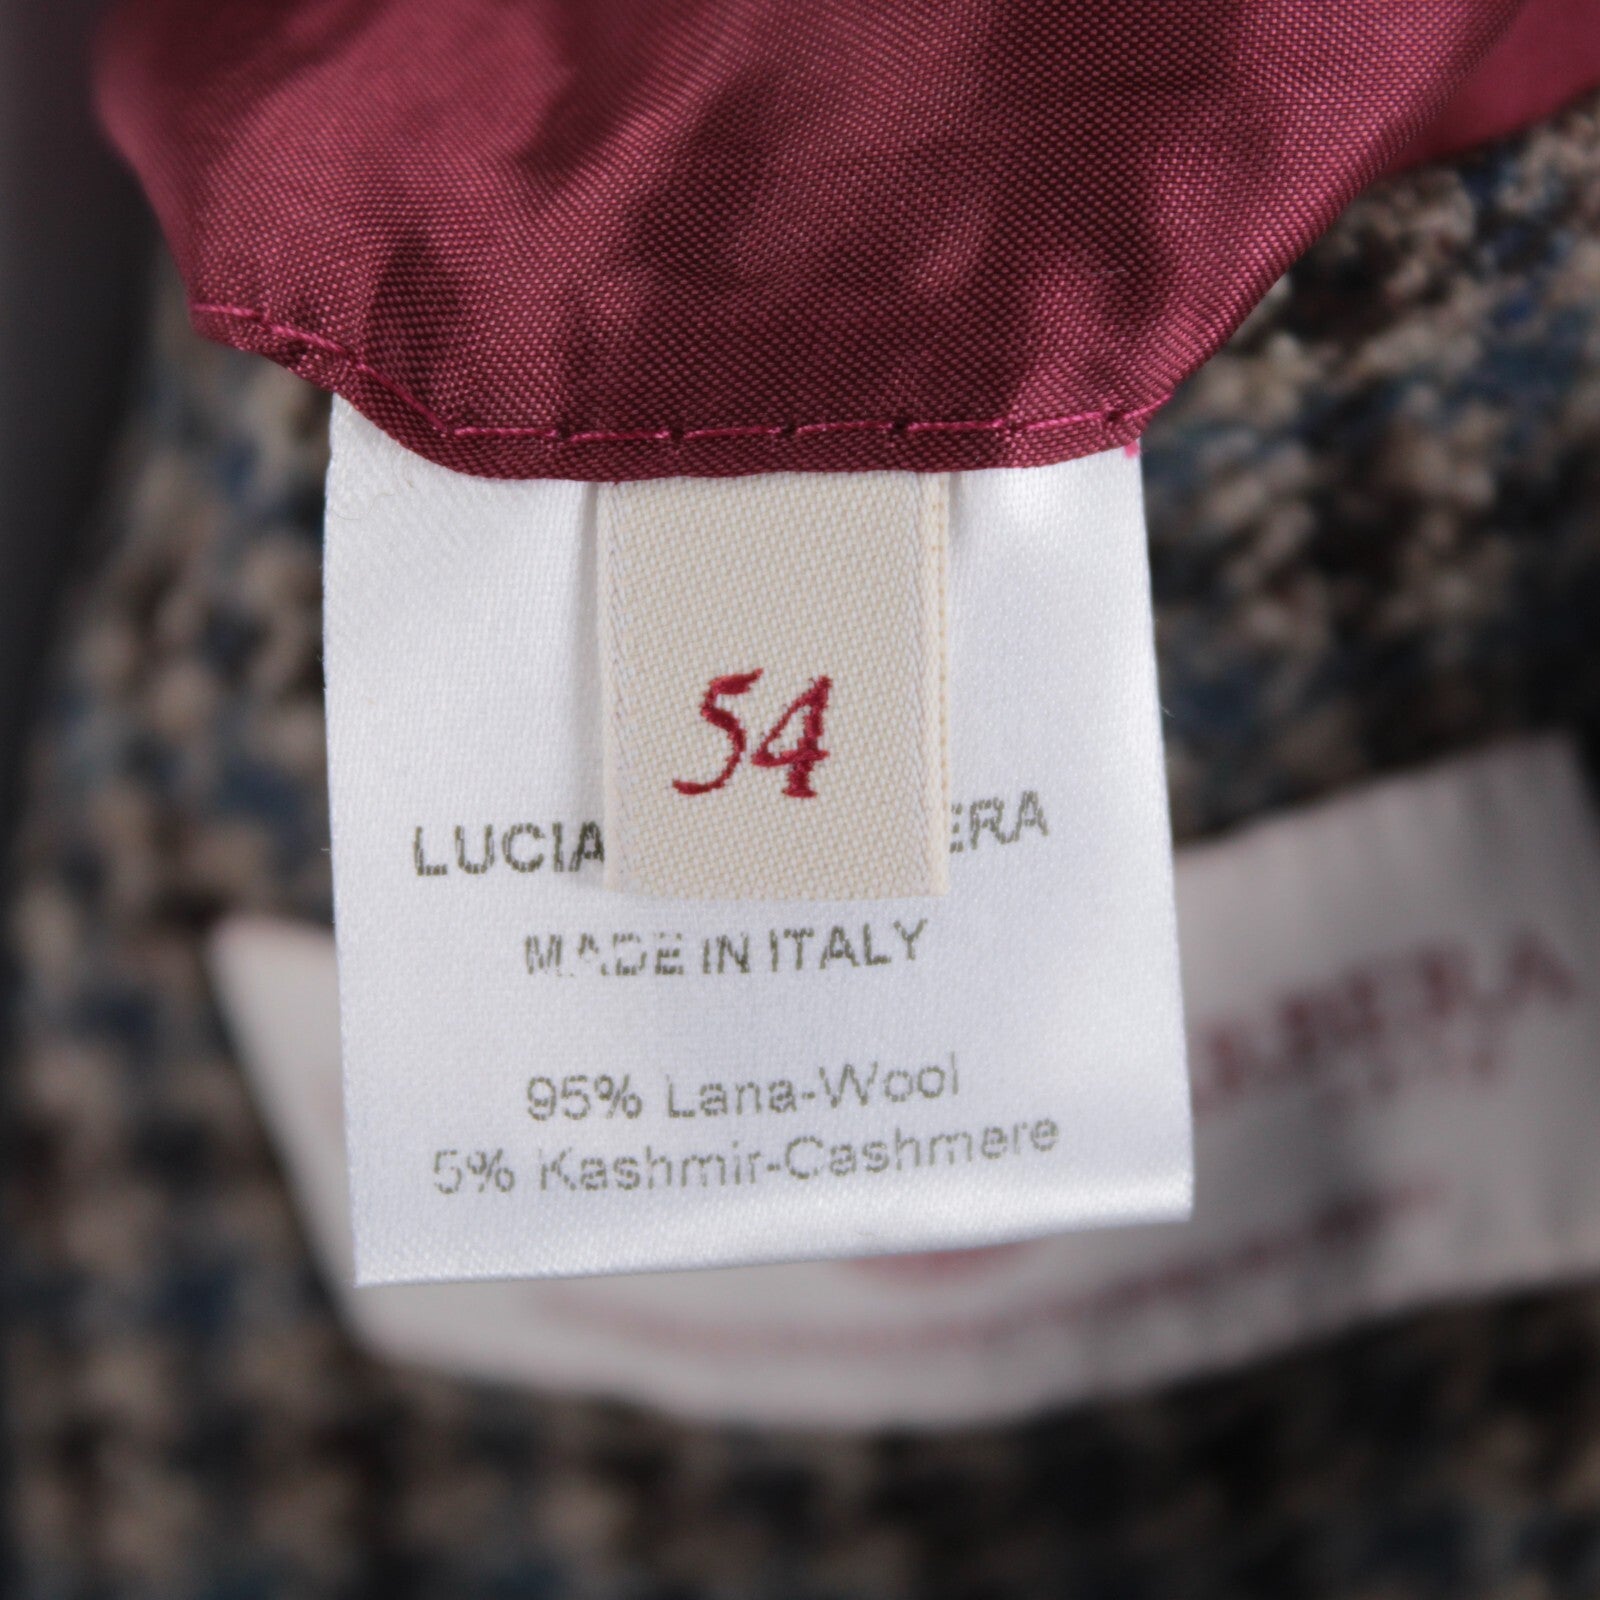 54
LUCIA ERA
MADE IN ITALY
95% Lana-Wool
5% Kashmir-Cashmere